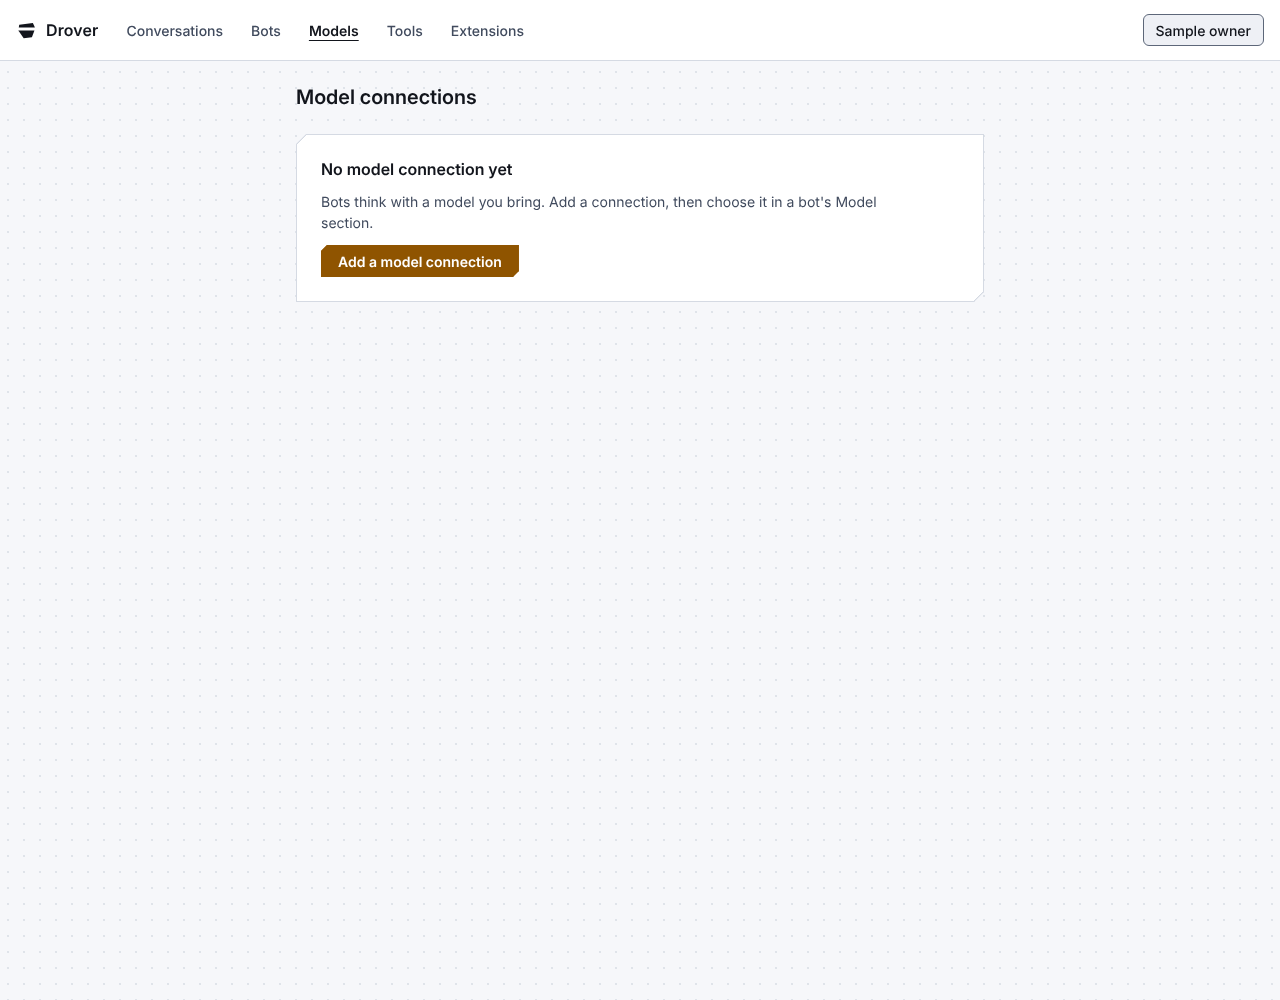 Drover
Conversations
Bots
Models
Tools
Extensions
Sample owner
Model connections
No model connection yet
Bots think with a model you bring. Add a connection, then choose it in a bot's Model
section.
Add a model connection